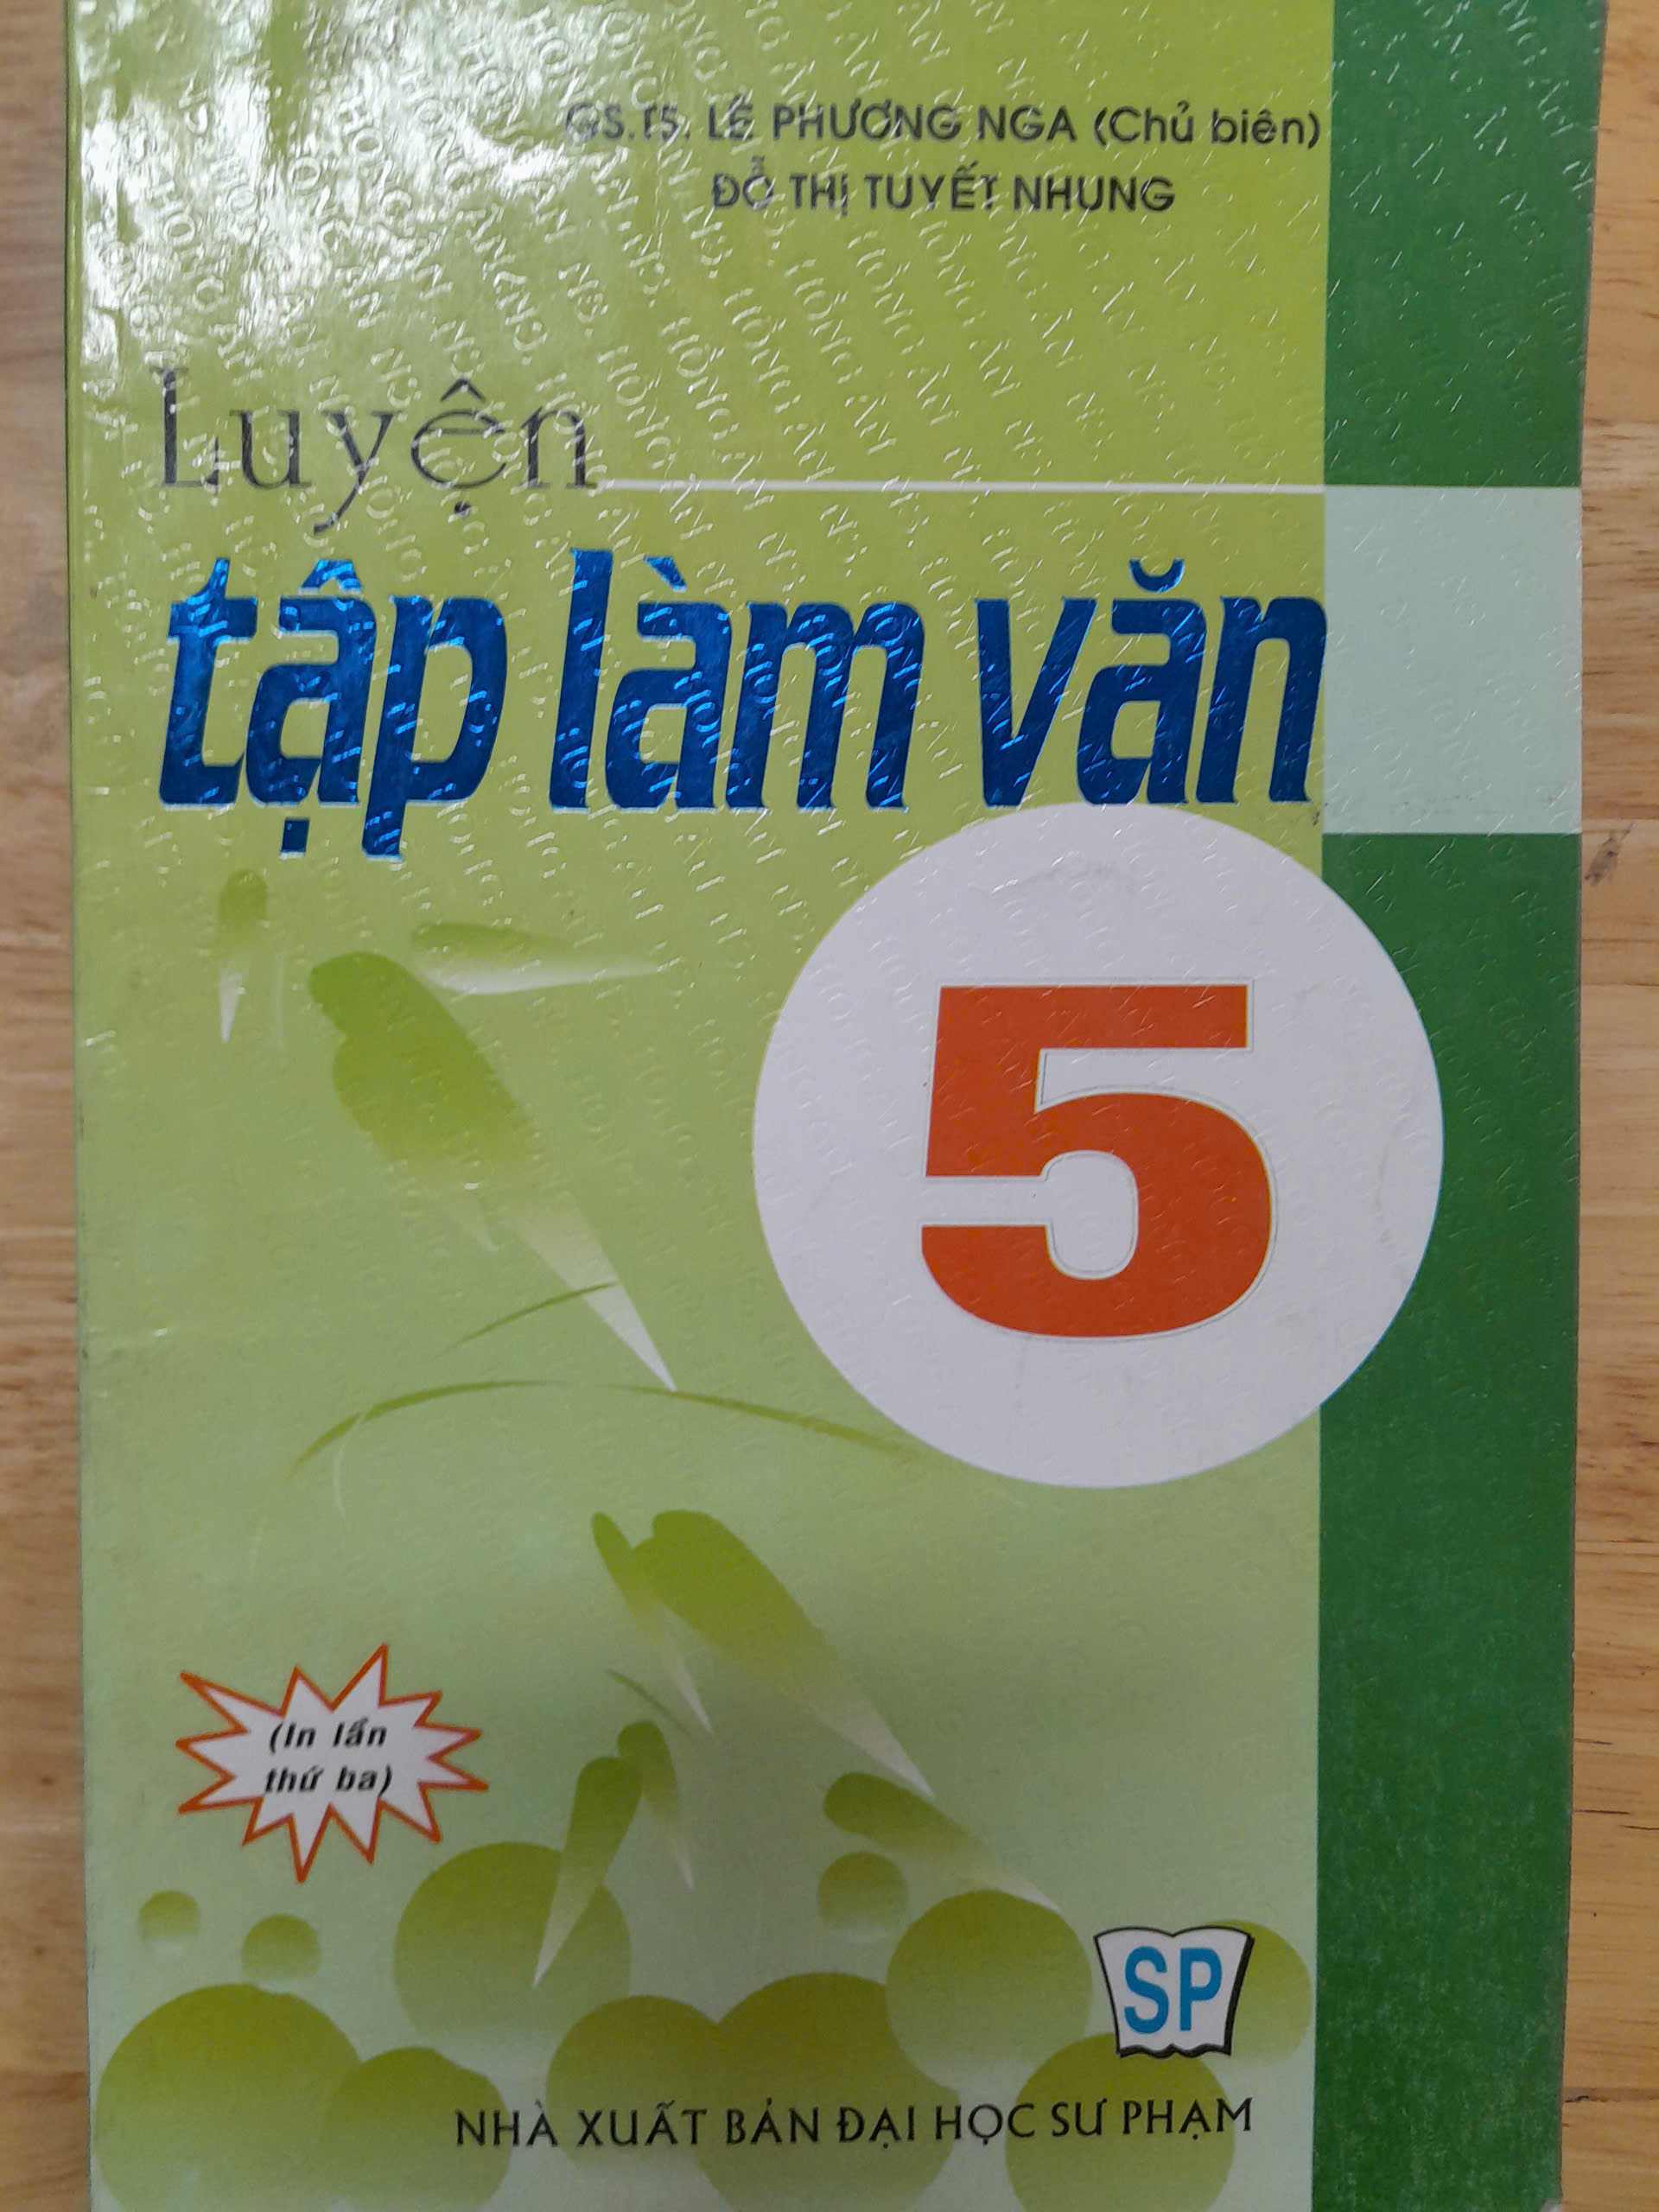 GS.TS. LÊ PHƯƠNG NGA (Chủ biên)
ĐỖ THỊ TUYẾT NHUNG
Luyện
tập làm văn
5
(In lần
thứ ba)
SP
NHÀ XUẤT BẢN ĐẠI HỌC SƯ PHẠM